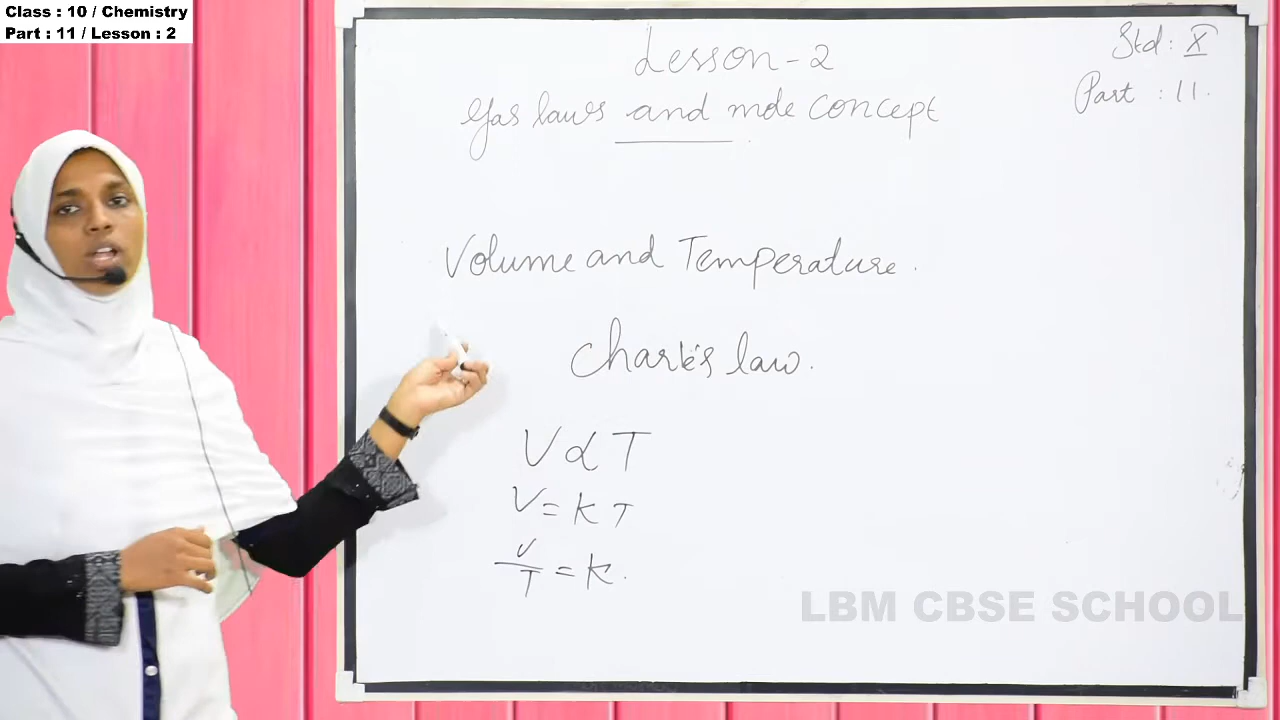 Class : 10 / Chemistry
Part : 11 / Lesson : 2
Lesson - 2
Std : X
Gas laws and mole concept
Part : 11.
Volume and Temperature.
Charle's law.
V ∝ T
V = K T
V/T = K.
LBM CBSE SCHOOL